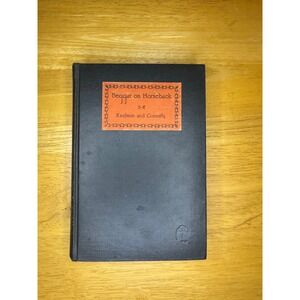 Beggar on Horseback
Kaufman and Connelly